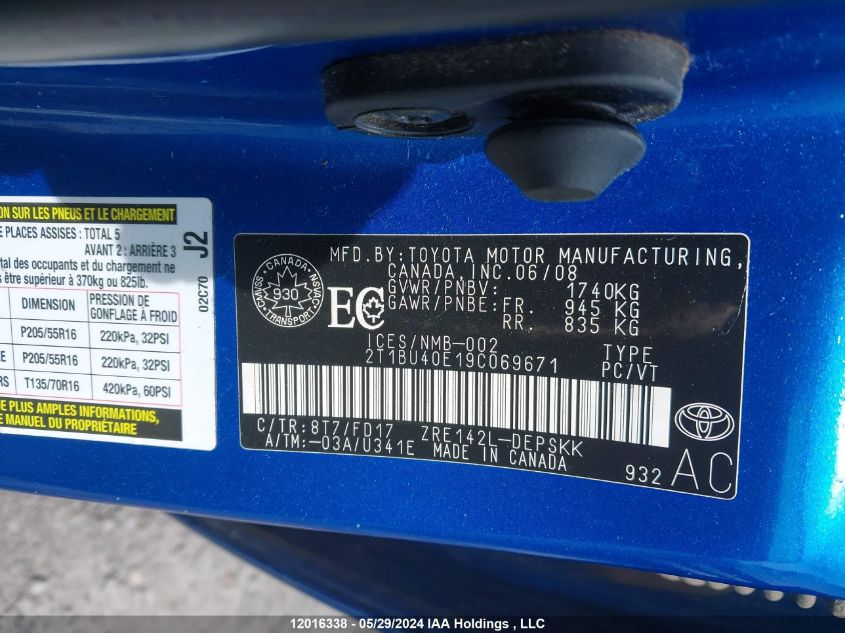 ON SUR LES PNEUS ET LE CHARGEMENT
E PLACES ASSISES : TOTAL 5
AVANT 2 : ARRIÈRE 3
tal des occupants et du chargement ne
s être supérieur à 370kg ou 825lb.
DIMENSION PRESSION DE GONFLAGE À FROID
P205/55R16 220kPa, 32PSI
E P205/55R16 220kPa, 32PSI
RS T135/70R16 420kPa, 60PSI
E PLUS AMPLES INFORMATIONS,
E MANUEL DU PROPRIÉTAIRE
J2
02C70
MFD.BY:TOYOTA MOTOR MANUFACTURING,
CANADA, INC.06/08
GVWR/PNBV: 1740KG
GAWR/PNBE: FR. 945 KG
RR. 835 KG
CANADA
930
TRANSPORT
CMVSS
NSVAC
EC
ICES/NMB-002
2T1BU40E19C069671
TYPE
PC/VT
C/TR:8T7/FD17 ZRE142L-DEPSKK
A/TM:-03A/U341E MADE IN CANADA
932 AC
12016338 - 05/29/2024 IAA Holdings , LLC